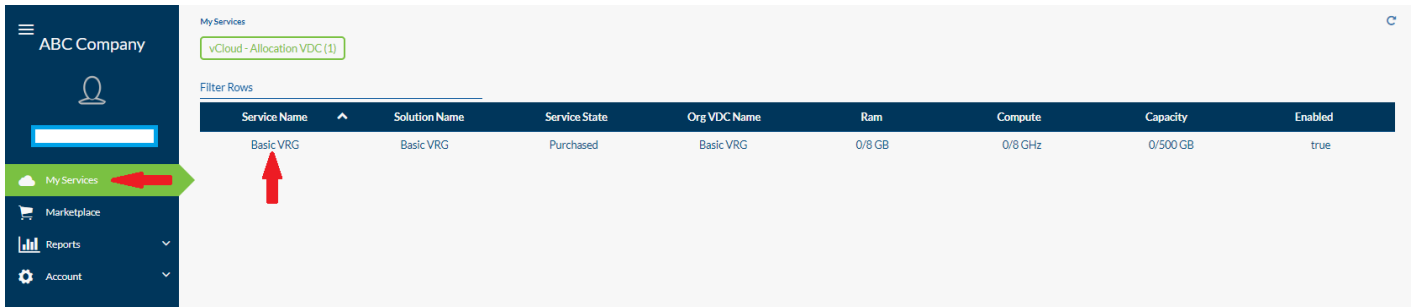 ABC Company
My Services
Marketplace
Reports
Account
My Services
vCloud - Allocation VDC (1)
Filter Rows
Service Name Solution Name Service State Org VDC Name Ram Compute Capacity Enabled
Basic VRG Basic VRG Purchased Basic VRG 0/8 GB 0/8 GHz 0/500 GB true